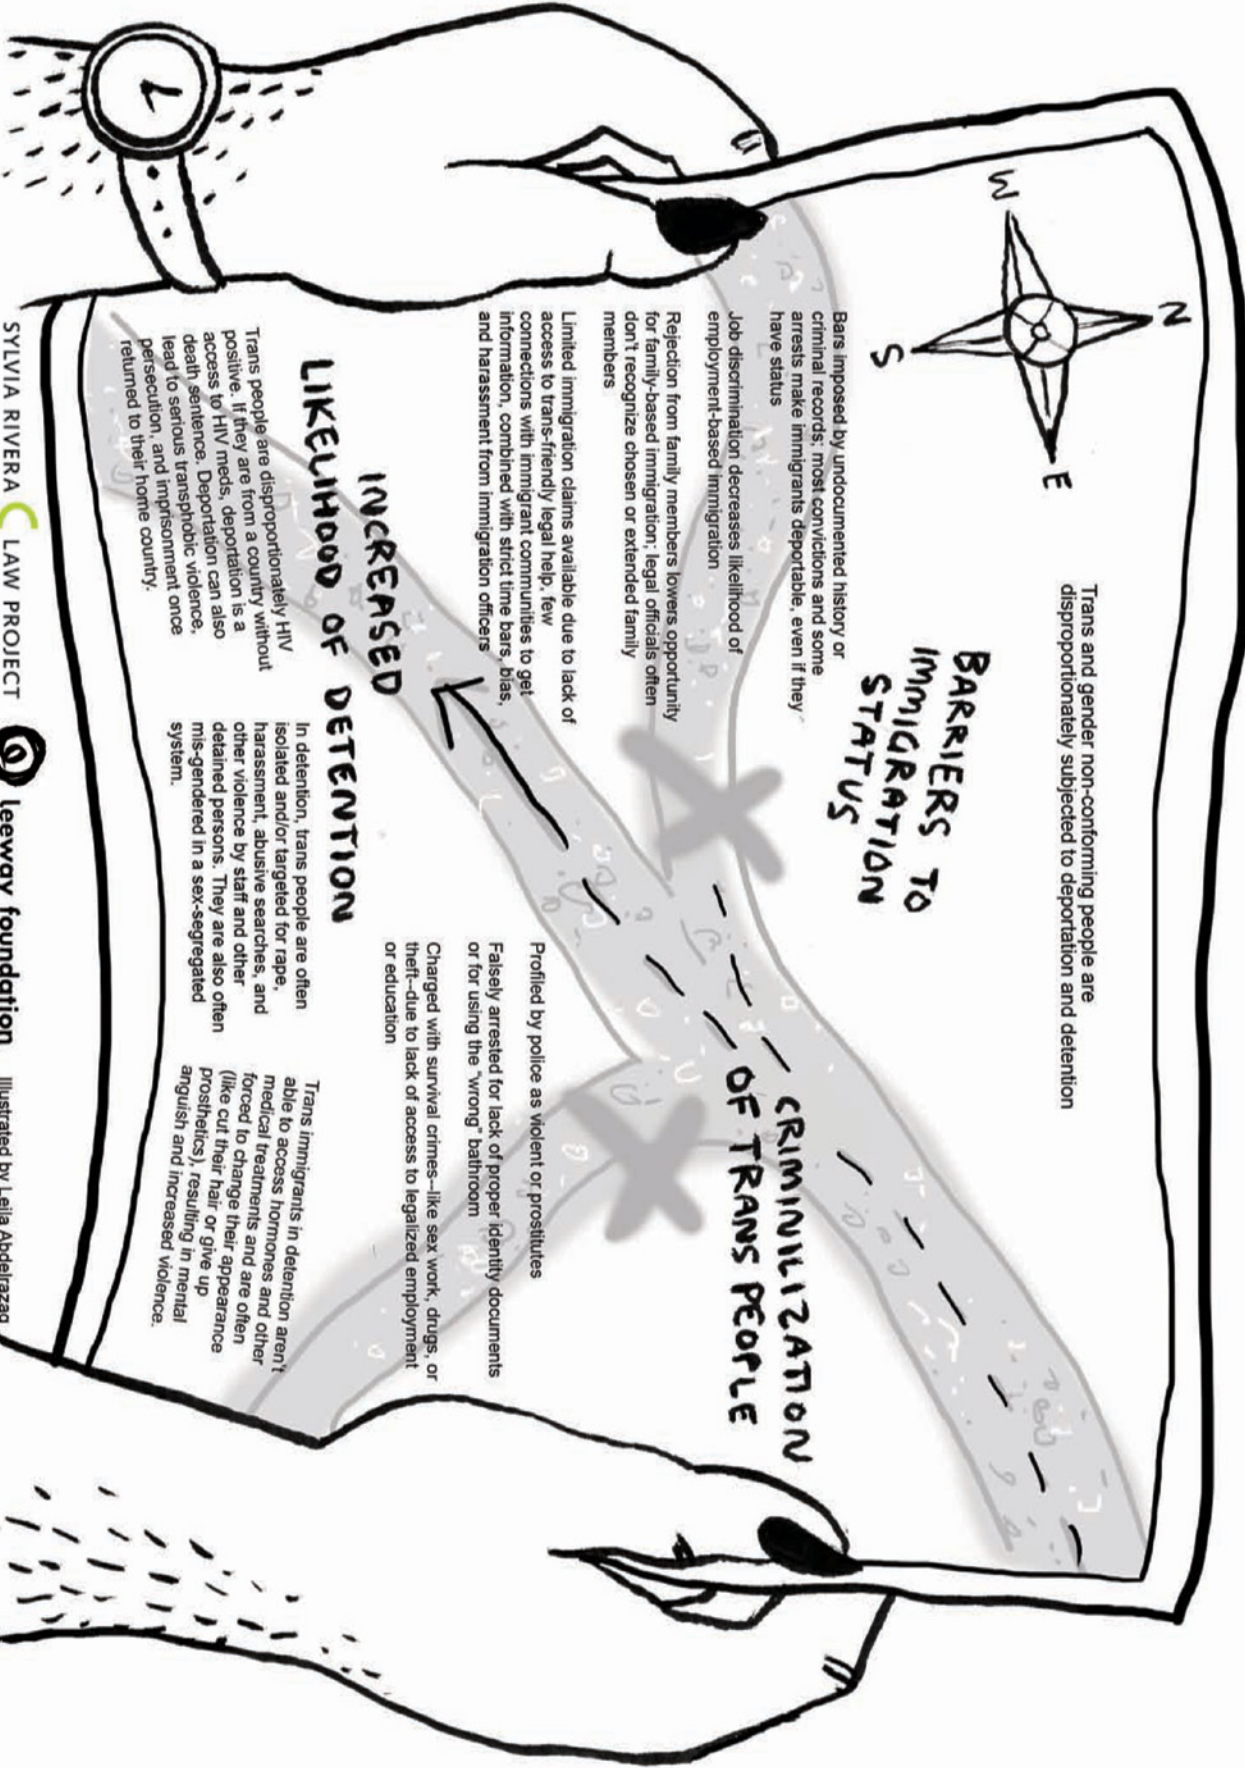 Trans and gender non-conforming people are
disproportionately subjected to deportation and detention
N
W
E
S
BARRIERS TO
IMMIGRATION
STATUS
Bars imposed by undocumented history or
criminal records; most convictions and some
arrests make immigrants deportable, even if they
have status
Job discrimination decreases likelihood of
employment-based immigration
Rejection from family members lowers opportunity
for family-based immigration; legal officials often
don't recognize chosen or extended family
members
Limited immigration claims available due to lack of
access to trans-friendly legal help, few
connections with immigrant communities to get
information, combined with strict time bars, bias,
and harassment from immigration officers
CRIMINILIZATION
OF TRANS PEOPLE
Profiled by police as violent or prostitutes
Falsely arrested for lack of proper identity documents
or for using the "wrong" bathroom
Charged with survival crimes--like sex work, drugs, or
theft--due to lack of access to legalized employment
or education
INCREASED
LIKELIHOOD OF DETENTION
Trans people are disproportionately HIV
positive. If they are from a country without
access to HIV meds, deportation is a
death sentence. Deportation can also
lead to serious transphobic violence,
persecution, and imprisonment once
returned to their home country.
In detention, trans people are often
isolated and/or targeted for rape,
harassment, abusive searches, and
other violence by staff and other
detained persons. They are also often
mis-gendered in a sex-segregated
system.
Trans immigrants in detention aren't
able to access hormones and other
medical treatments and are often
forced to change their appearance
(like cut their hair or give up
prosthetics), resulting in mental
anguish and increased violence.
SYLVIA RIVERA LAW PROJECT leeway foundation Illustrated by Leila Abdelrazaq